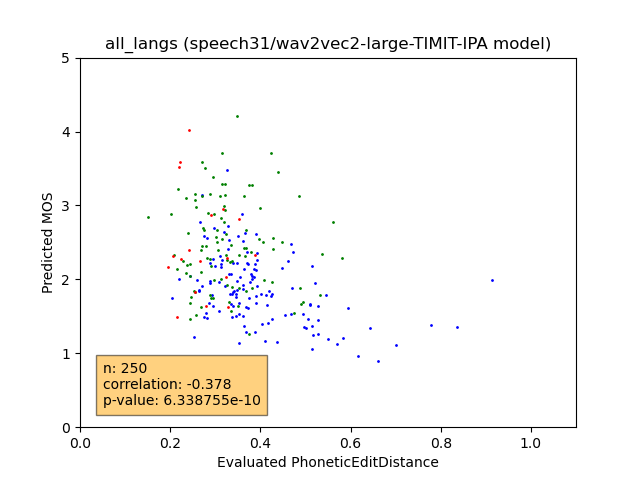 all_langs (speech31/wav2vec2-large-TIMIT-IPA model)
5
4
3
2
1
0
Predicted MOS
n: 250
correlation: -0.378
p-value: 6.338755e-10
0.0 0.2 0.4 0.6 0.8 1.0
Evaluated PhoneticEditDistance